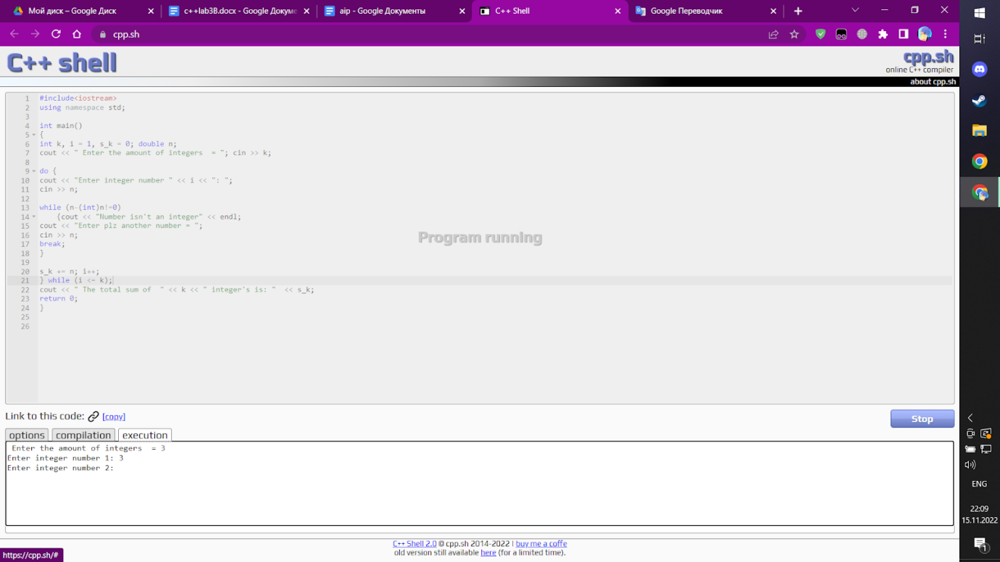 Мой диск – Google Диск
c++lab3B.docx - Google Докуме
aip - Google Документы
C++ Shell
Google Переводчик
cpp.sh
C++ shell
cpp.sh
online C++ compiler
about cpp.sh
1 #include<iostream>
2 using namespace std;
3
4 int main()
5 {
6 int k, i = 1, s_k = 0; double n;
7 cout << " Enter the amount of integers  = "; cin >> k;
8
9 do {
10 cout << "Enter integer number " << i << ": ";
11 cin >> n;
12
13 while (n-(int)n!=0)
14     {cout << "Number isn't an integer" << endl;
15 cout << "Enter plz another number = ";
16 cin >> n;
17 break;
18 }
19
20 s_k += n; i++;
21 } while (i <= k);
22 cout << " The total sum of  " << k << " integer's is: "  << s_k;
23 return 0;
24 }
25
26
Program running
Link to this code: [copy]
Stop
options compilation execution
Enter the amount of integers  = 3
Enter integer number 1: 3
Enter integer number 2:
C++ Shell 2.0 © cpp.sh 2014-2022 | buy me a coffe
old version still available here (for a limited time).
https://cpp.sh/#
ENG
22:09
15.11.2022
1